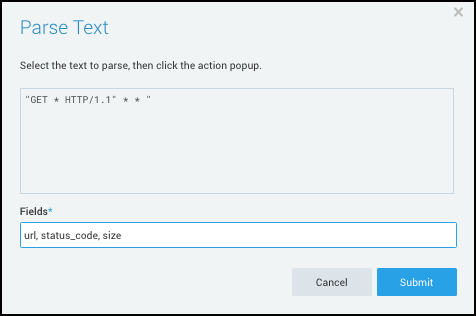 Parse Text
Select the text to parse, then click the action popup.
"GET * HTTP/1.1" * * "
Fields*
url, status_code, size
Cancel
Submit